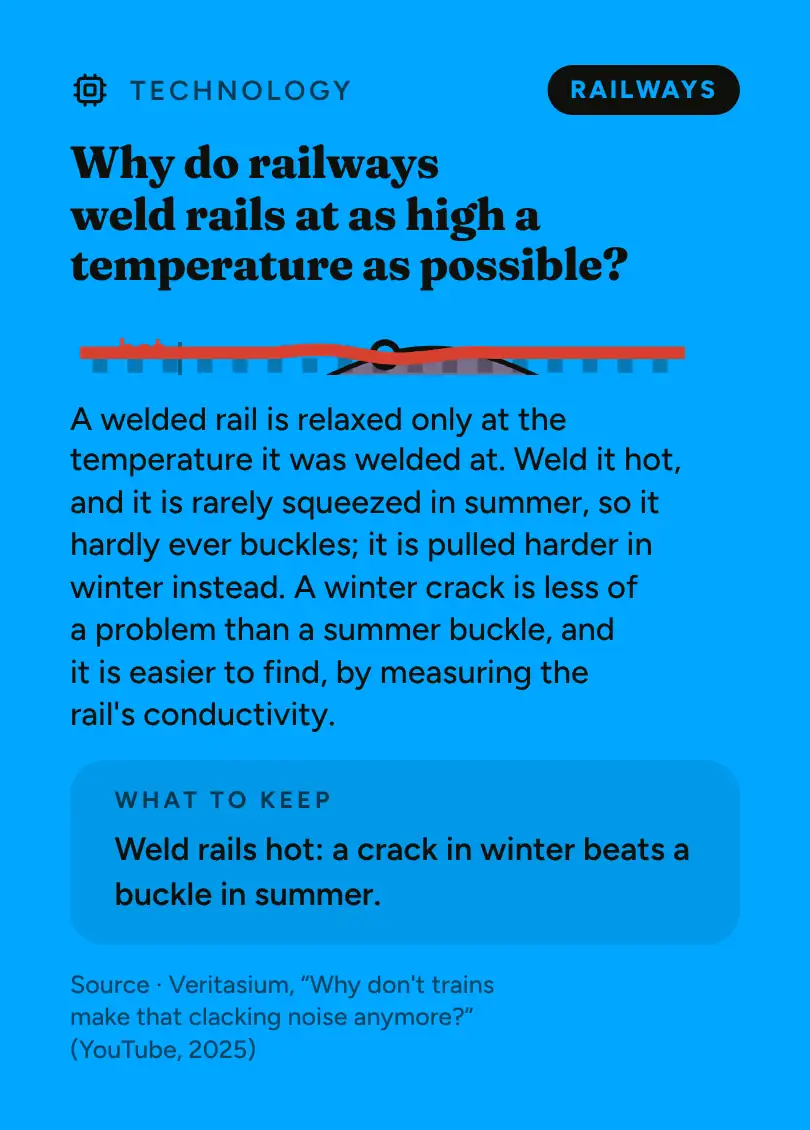 TECHNOLOGY
RAILWAYS
Why do railways
weld rails at as high a
temperature as possible?
A welded rail is relaxed only at the
temperature it was welded at. Weld it hot,
and it is rarely squeezed in summer, so it
hardly ever buckles; it is pulled harder in
winter instead. A winter crack is less of
a problem than a summer buckle, and
it is easier to find, by measuring the
rail's conductivity.
WHAT TO KEEP
Weld rails hot: a crack in winter beats a
buckle in summer.
Source · Veritasium, “Why don't trains
make that clacking noise anymore?”
(YouTube, 2025)